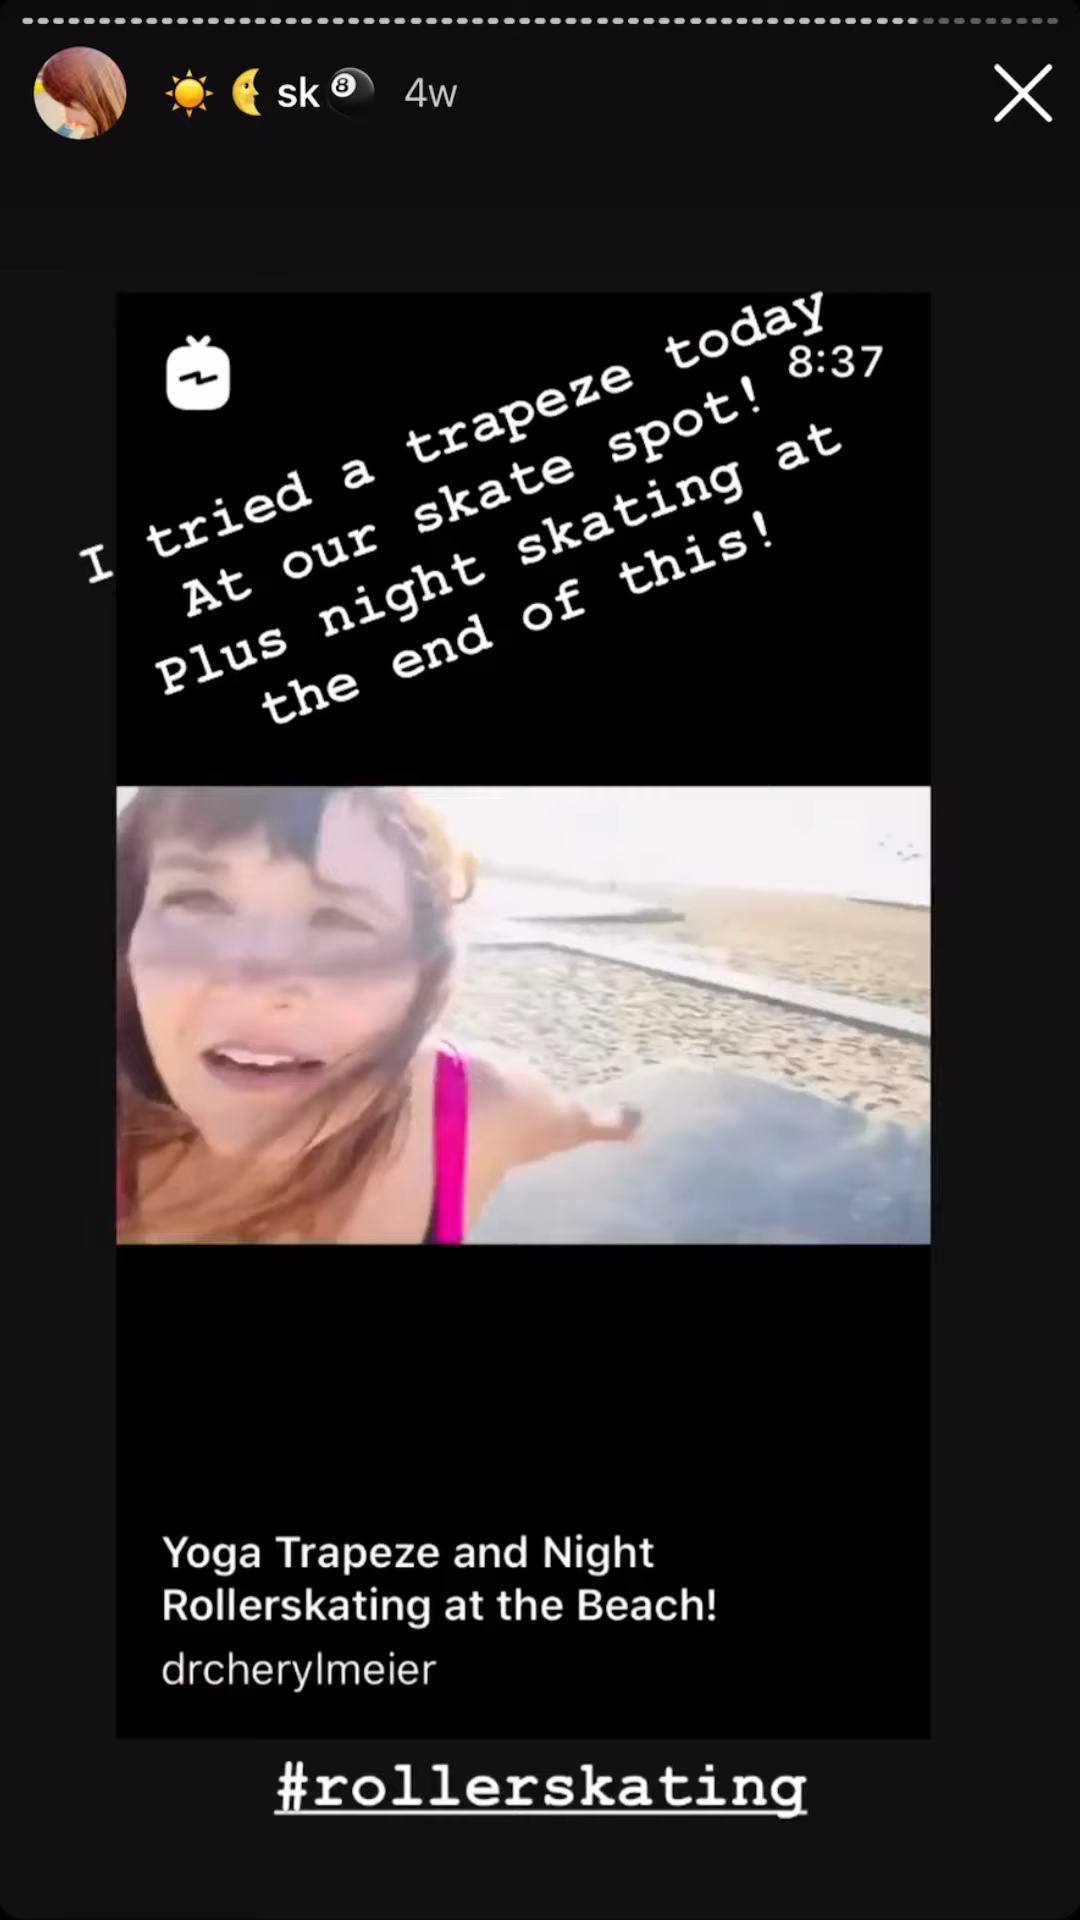 ☀️🌜sk🎱 4w
8:37
I tried a trapeze today
At our skate spot!
Plus night skating at
the end of this!
Yoga Trapeze and Night
Rollerskating at the Beach!
drcherylmeier
#rollerskating